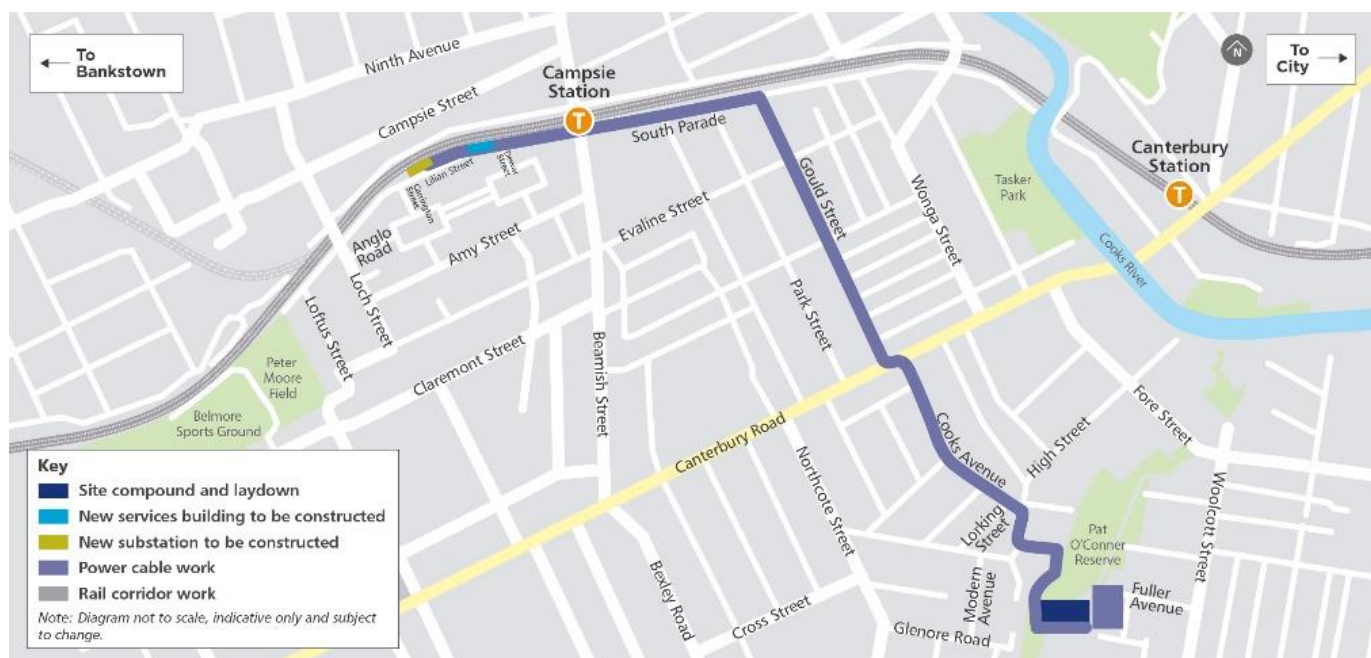 To
Bankstown
Ninth Avenue
Campsie Street
Campsie
Station
T
N
To
City
South Parade
Lilian Street
Dewar
Street
Carrington
Street
Anglo
Road
Amy Street
Evaline Street
Gould Street
Wonga Street
Tasker
Park
Canterbury
Station
T
Cooks River
Loch Street
Loftus Street
Peter
Moore
Field
Belmore
Sports Ground
Claremont Street
Beamish Street
Park Street
Canterbury Road
Cooks Avenue
High Street
Fore Street
Woolcott Street
Northcote Street
Lorking
Street
Pat
O'Conner
Reserve
Modern
Avenue
Fuller
Avenue
Bexley Road
Cross Street
Glenore Road
Key
Site compound and laydown
New services building to be constructed
New substation to be constructed
Power cable work
Rail corridor work
Note: Diagram not to scale, indicative only and subject
to change.